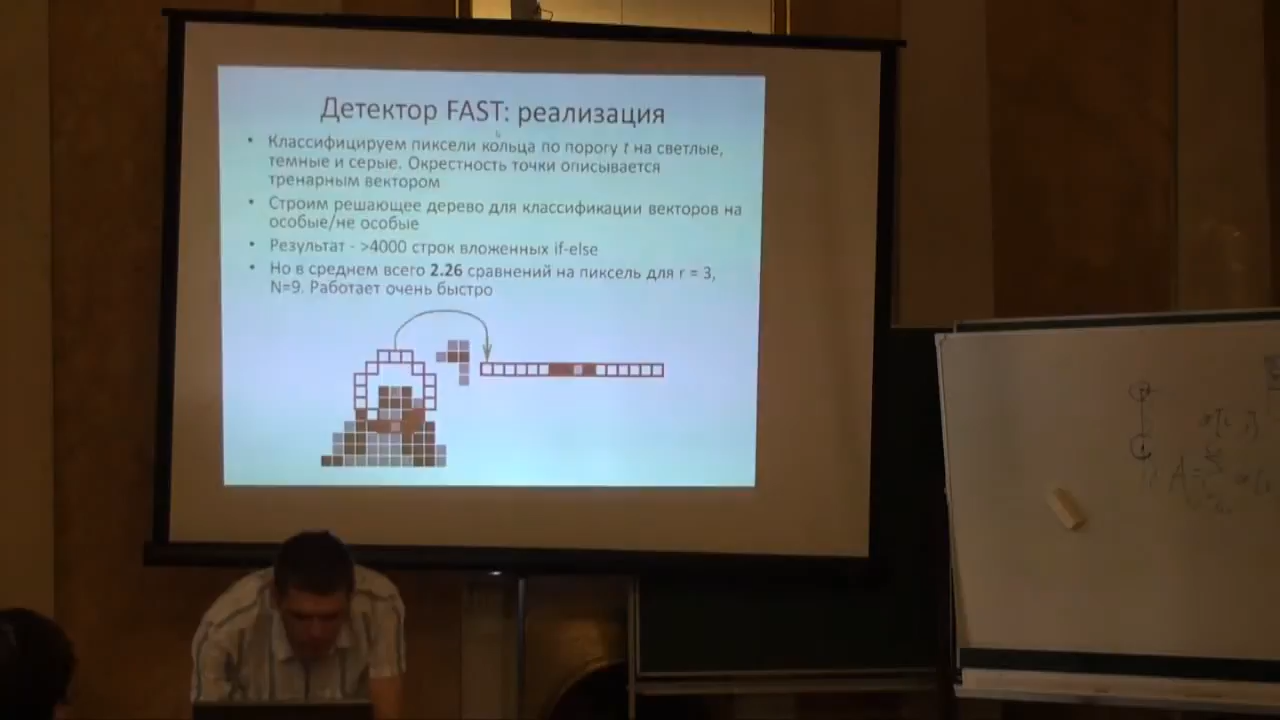 Детектор FAST: реализация
• Классифицируем пиксели кольца по порогу t на светлые,
темные и серые. Окрестность точки описывается
тренарным вектором
• Строим решающее дерево для классификации векторов на
особые/не особые
• Результат - >4000 строк вложенных if-else
• Но в среднем всего 2.26 сравнений на пиксель для r = 3,
N=9. Работает очень быстро